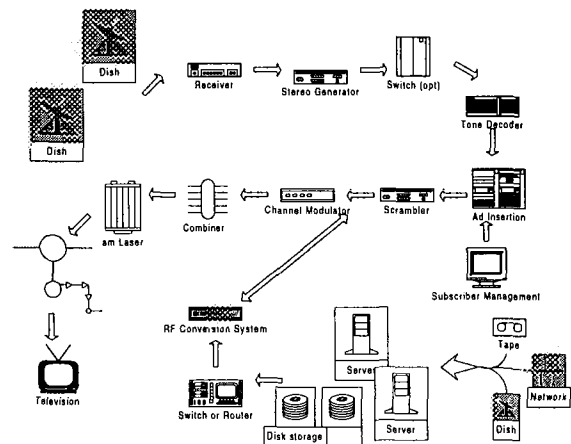 Dish
Dish
Receiver
Stereo Generator
Switch (opt)
Tone Decoder
am Laser
Combiner
Channel Modulator
Scrambler
Ad Insertion
Subscriber Management
RF Conversion System
Television
Switch or Router
Disk storage
Server
Server
Tape
Network
Dish